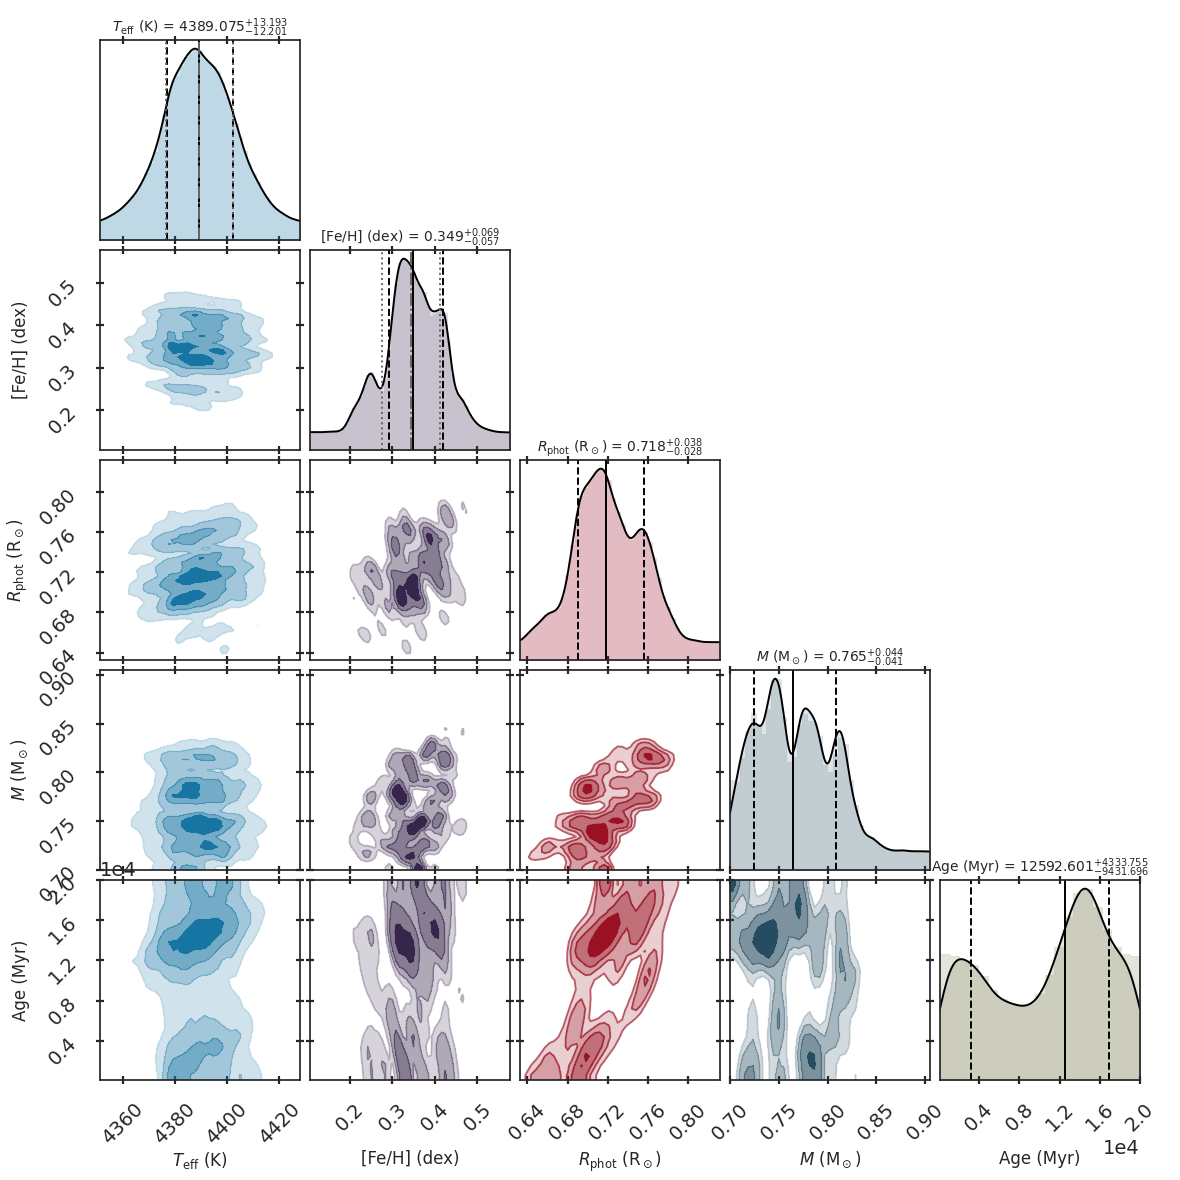 T_eff (K) = 4389.075 +13.193 −12.201
[Fe/H] (dex) = 0.349 +0.069 −0.057
[Fe/H] (dex)
0.5
0.4
0.3
0.2
R_phot (R⊙) = 0.718 +0.038 −0.028
R_phot (R⊙)
0.80
0.76
0.72
0.68
0.64
M (M⊙) = 0.765 +0.044 −0.041
M (M⊙)
0.90
0.85
0.80
0.75
0.70
1e4
Age (Myr) = 12592.601 +4333.755 −9431.696
Age (Myr)
2.0
1.6
1.2
0.8
0.4
4360 4380 4400 4420
0.2 0.3 0.4 0.5
0.64 0.68 0.72 0.76 0.80
0.70 0.75 0.80 0.85 0.90
0.4 0.8 1.2 1.6 2.0
1e4
T_eff (K)
[Fe/H] (dex)
R_phot (R⊙)
M (M⊙)
Age (Myr)